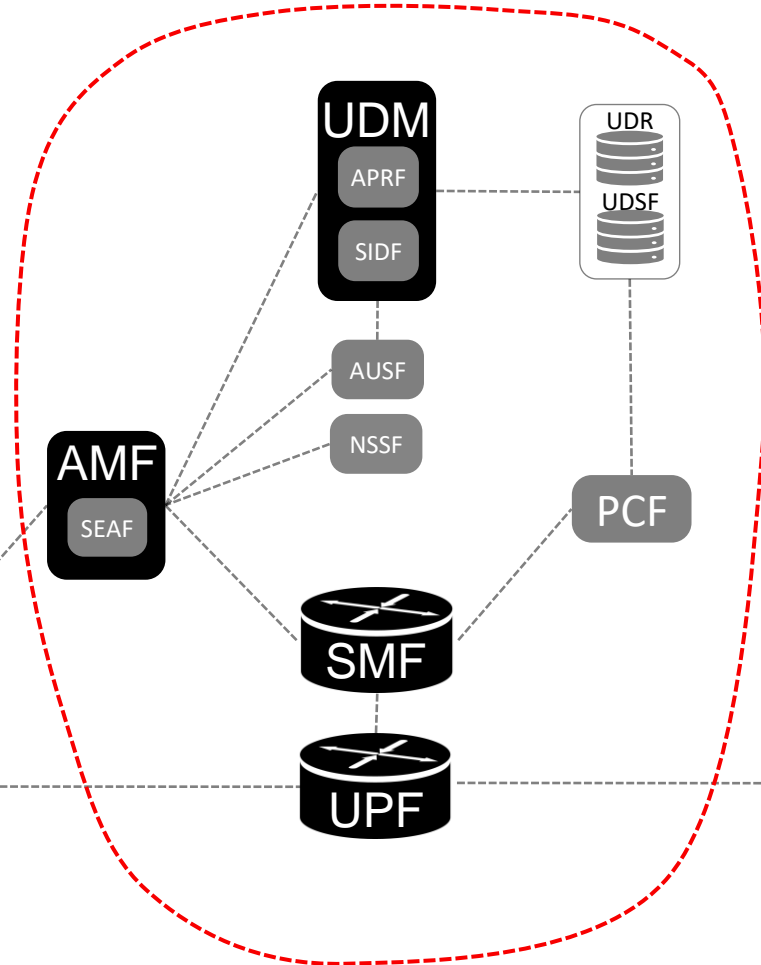 UDM
APRF
SIDF
UDR
UDSF
AUSF
NSSF
AMF
SEAF
PCF
SMF
UPF